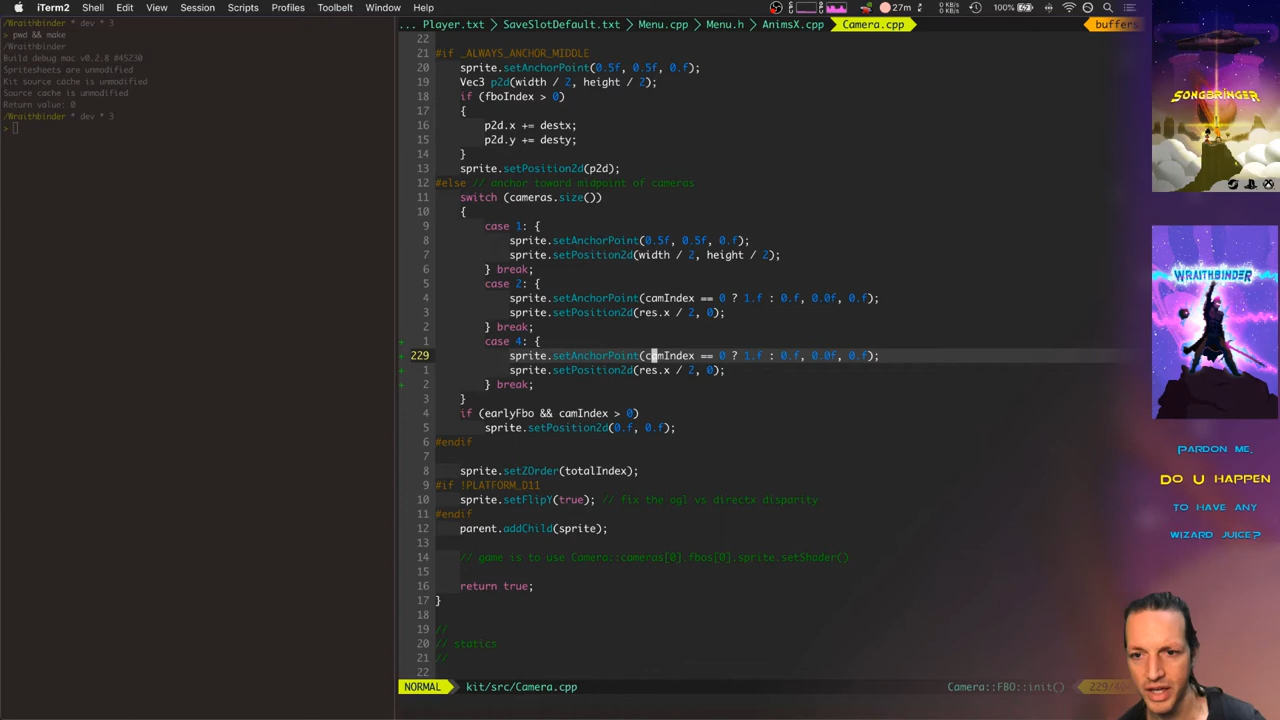 iTerm2 Shell Edit View Session Scripts Profiles Toolbelt Window Help 27m 0 KB/s 0 KB/s 100%
/Wraithbinder * dev * 3
> pwd && make
/Wraithbinder
Build debug mac v0.2.8 #45230
Spritesheets are unmodified
Kit source cache is unmodified
Source cache is unmodified
Return value: 0
/Wraithbinder * dev * 3
>
... Player.txt SaveSlotDefault.txt Menu.cpp Menu.h AnimsX.cpp Camera.cpp buffers
22
21 #if _ALWAYS_ANCHOR_MIDDLE
20 sprite.setAnchorPoint(0.5f, 0.5f, 0.f);
19 Vec3 p2d(width / 2, height / 2);
18 if (fboIndex > 0)
17 {
16 p2d.x += destx;
15 p2d.y += desty;
14 }
13 sprite.setPosition2d(p2d);
12 #else // anchor toward midpoint of cameras
11 switch (cameras.size())
10 {
9 case 1: {
8 sprite.setAnchorPoint(0.5f, 0.5f, 0.f);
7 sprite.setPosition2d(width / 2, height / 2);
6 } break;
5 case 2: {
4 sprite.setAnchorPoint(camIndex == 0 ? 1.f : 0.f, 0.0f, 0.f);
3 sprite.setPosition2d(res.x / 2, 0);
2 } break;
+ 1 case 4: {
+ 229 sprite.setAnchorPoint(camIndex == 0 ? 1.f : 0.f, 0.0f, 0.f);
+ 1 sprite.setPosition2d(res.x / 2, 0);
+ 2 } break;
3 }
4 if (earlyFbo && camIndex > 0)
5 sprite.setPosition2d(0.f, 0.f);
6 #endif
7
8 sprite.setZOrder(totalIndex);
9 #if !PLATFORM_D11
10 sprite.setFlipY(true); // fix the ogl vs directx disparity
11 #endif
12 parent.addChild(sprite);
13
14 // game is to use Camera::cameras[0].fbos[0].sprite.setShader()
15
16 return true;
17 }
18
19 //
20 // statics
21 //
22
NORMAL kit/src/Camera.cpp Camera::FBO::init()
SONGBRINGER
WRAITHBINDER
PARDON ME,
DO U HAPPEN
TO HAVE ANY
WIZARD JUICE?